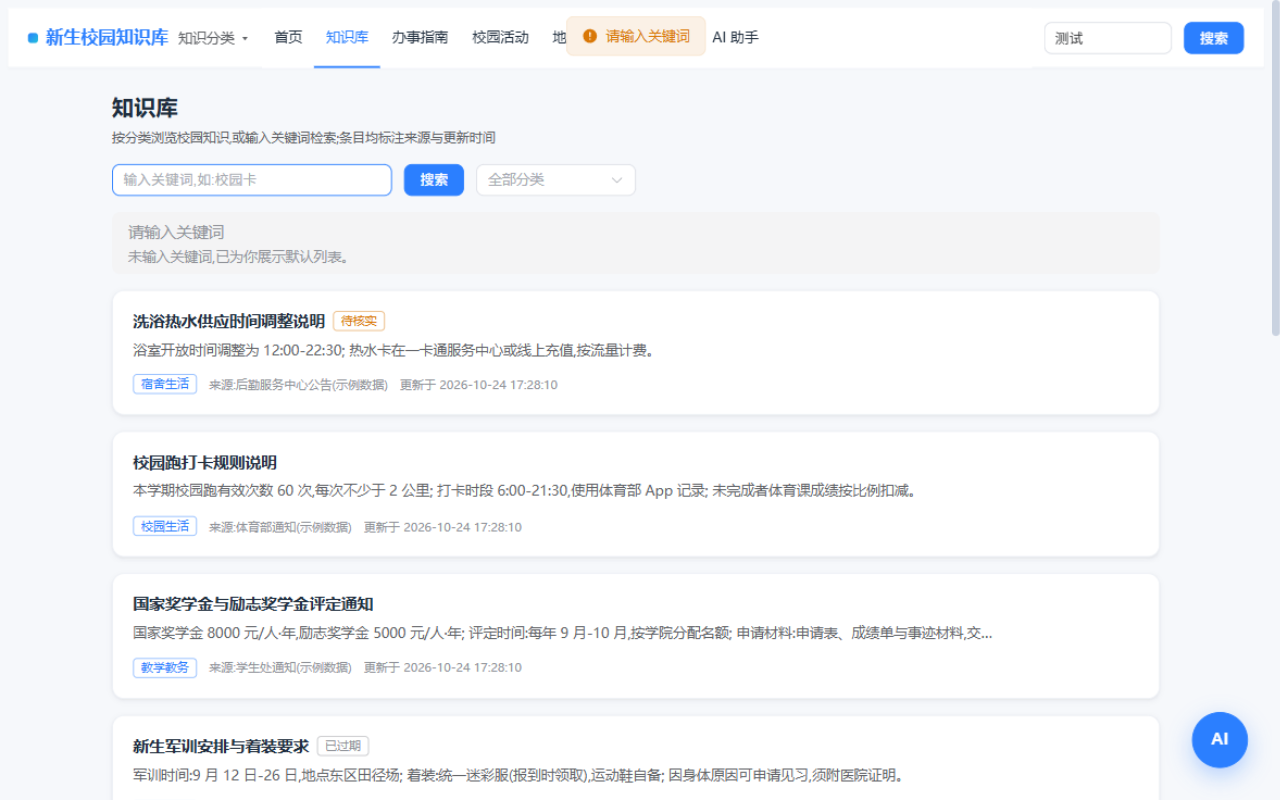 新生校园知识库 知识分类 首页 知识库 办事指南 校园活动 地 请输入关键词 AI 助手 测试 搜索
知识库
按分类浏览校园知识,或输入关键词检索;条目均标注来源与更新时间
输入关键词,如:校园卡 搜索 全部分类
请输入关键词
未输入关键词,已为你展示默认列表。
洗浴热水供应时间调整说明 待核实
浴室开放时间调整为 12:00-22:30; 热水卡在一卡通服务中心或线上充值,按流量计费。
宿舍生活 来源:后勤服务中心公告(示例数据) 更新于 2026-10-24 17:28:10
校园跑打卡规则说明
本学期校园跑有效次数 60 次,每次不少于 2 公里; 打卡时段 6:00-21:30,使用体育部 App 记录; 未完成者体育课成绩按比例扣减。
校园生活 来源:体育部通知(示例数据) 更新于 2026-10-24 17:28:10
国家奖学金与励志奖学金评定通知
国家奖学金 8000 元/人·年,励志奖学金 5000 元/人·年; 评定时间:每年 9 月-10 月,按学院分配名额; 申请材料:申请表、成绩单与事迹材料,交...
教学教务 来源:学生处通知(示例数据) 更新于 2026-10-24 17:28:10
新生军训安排与着装要求 已过期
军训时间:9 月 12 日-26 日,地点东区田径场; 着装:统一迷彩服(报到时领取),运动鞋自备; 因身体原因可申请见习,须附医院证明。
AI